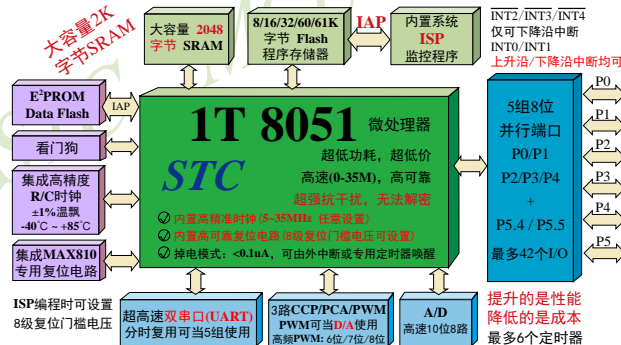 大容量2K
字节SRAM
大容量 2048
字节 SRAM
8/16/32/60/61K
字节 Flash
程序存储器
IAP
内置系统
ISP
监控程序
INT2/INT3/INT4
仅可下降沿中断
INT0/INT1
上升沿/下降沿中断均可
E²PROM
Data Flash
IAP
看门狗
集成高精度
R/C时钟
±1%温飘
-40℃～+85℃
集成MAX810
专用复位电路
ISP编程时可设置
8级复位门槛电压
1T 8051 微处理器
STC
超低功耗，超低价
高速(0-35M)，高可靠
超强抗干扰，无法解密
内置高精准时钟(5~35MHz 任意设置)
内置高可靠复位电路(8级复位门槛电压可设置)
掉电模式：<0.1uA，可由外中断或专用定时器唤醒
5组8位
并行端口
P0/P1
P2/P3/P4
+
P5.4 / P5.5
最多42个I/O
P0
P1
P2
P3
P4
P5
超高速双串口(UART)
分时复用可当5组使用
3路CCP/PCA/PWM
PWM可当D/A使用
高频PWM: 6位/7位/8位
A/D
高速10位8路
提升的是性能
降低的是成本
最多6个定时器